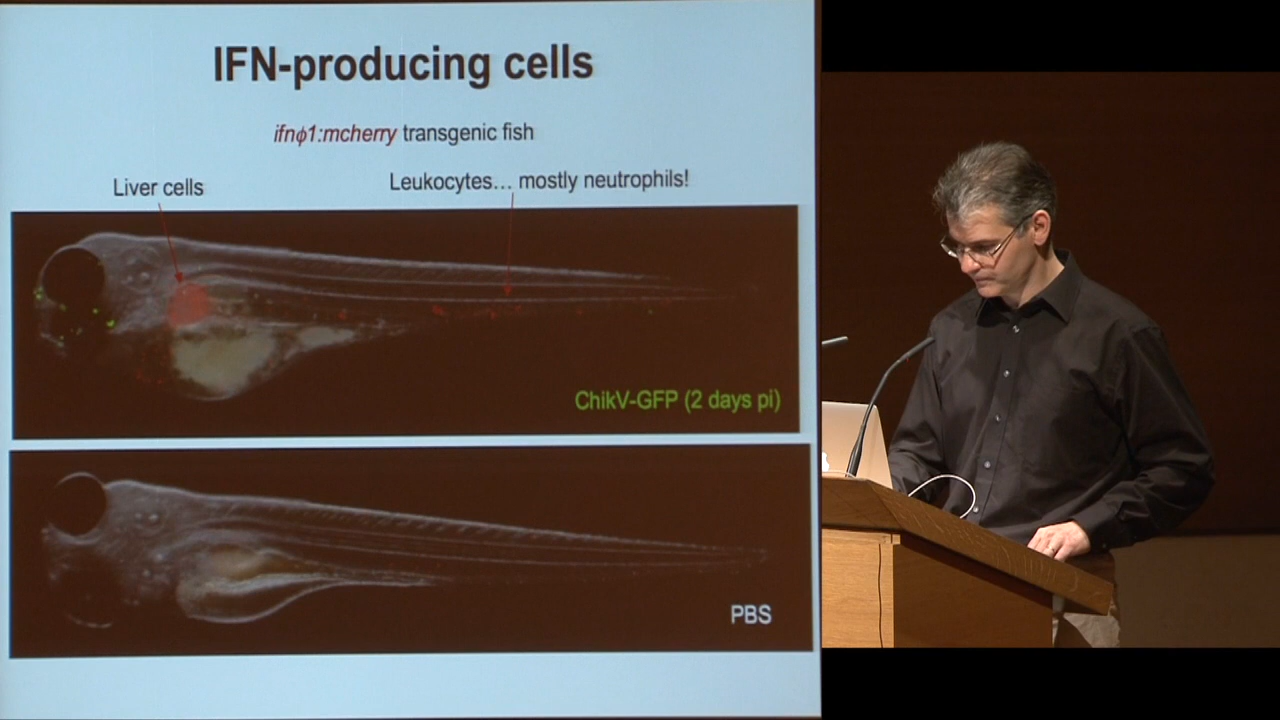 IFN-producing cells
ifnϕ1:mcherry transgenic fish
Liver cells
Leukocytes... mostly neutrophils!
ChikV-GFP (2 days pi)
PBS